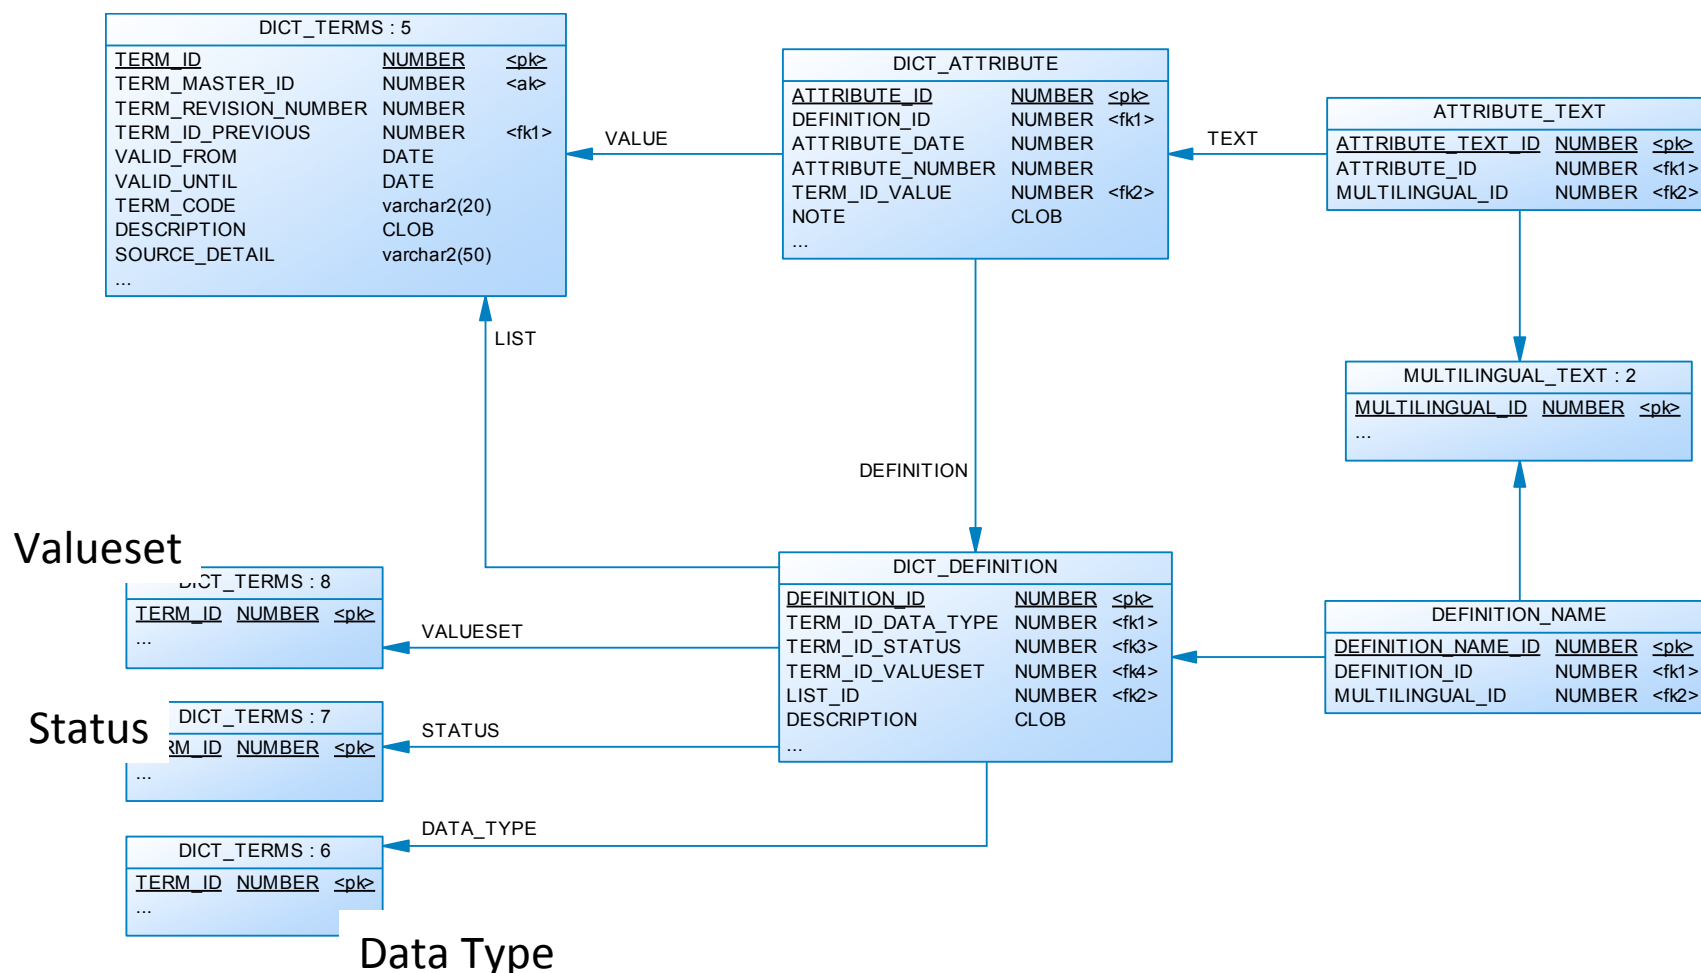 DICT_TERMS : 5
TERM_ID NUMBER <pk>
TERM_MASTER_ID NUMBER <ak>
TERM_REVISION_NUMBER NUMBER
TERM_ID_PREVIOUS NUMBER <fk1>
VALID_FROM DATE
VALID_UNTIL DATE
TERM_CODE varchar2(20)
DESCRIPTION CLOB
SOURCE_DETAIL varchar2(50)
...
VALUE
DICT_ATTRIBUTE
ATTRIBUTE_ID NUMBER <pk>
DEFINITION_ID NUMBER <fk1>
ATTRIBUTE_DATE NUMBER
ATTRIBUTE_NUMBER NUMBER
TERM_ID_VALUE NUMBER <fk2>
NOTE CLOB
...
TEXT
ATTRIBUTE_TEXT
ATTRIBUTE_TEXT_ID NUMBER <pk>
ATTRIBUTE_ID NUMBER <fk1>
MULTILINGUAL_ID NUMBER <fk2>
LIST
MULTILINGUAL_TEXT : 2
MULTILINGUAL_ID NUMBER <pk>
...
DEFINITION
Valueset
DICT_TERMS : 8
TERM_ID NUMBER <pk>
...
VALUESET
DICT_DEFINITION
DEFINITION_ID NUMBER <pk>
TERM_ID_DATA_TYPE NUMBER <fk1>
TERM_ID_STATUS NUMBER <fk3>
TERM_ID_VALUESET NUMBER <fk4>
LIST_ID NUMBER <fk2>
DESCRIPTION CLOB
...
DEFINITION_NAME
DEFINITION_NAME_ID NUMBER <pk>
DEFINITION_ID NUMBER <fk1>
MULTILINGUAL_ID NUMBER <fk2>
Status
DICT_TERMS : 7
RM_ID NUMBER <pk>
...
STATUS
DATA_TYPE
DICT_TERMS : 6
TERM_ID NUMBER <pk>
...
Data Type